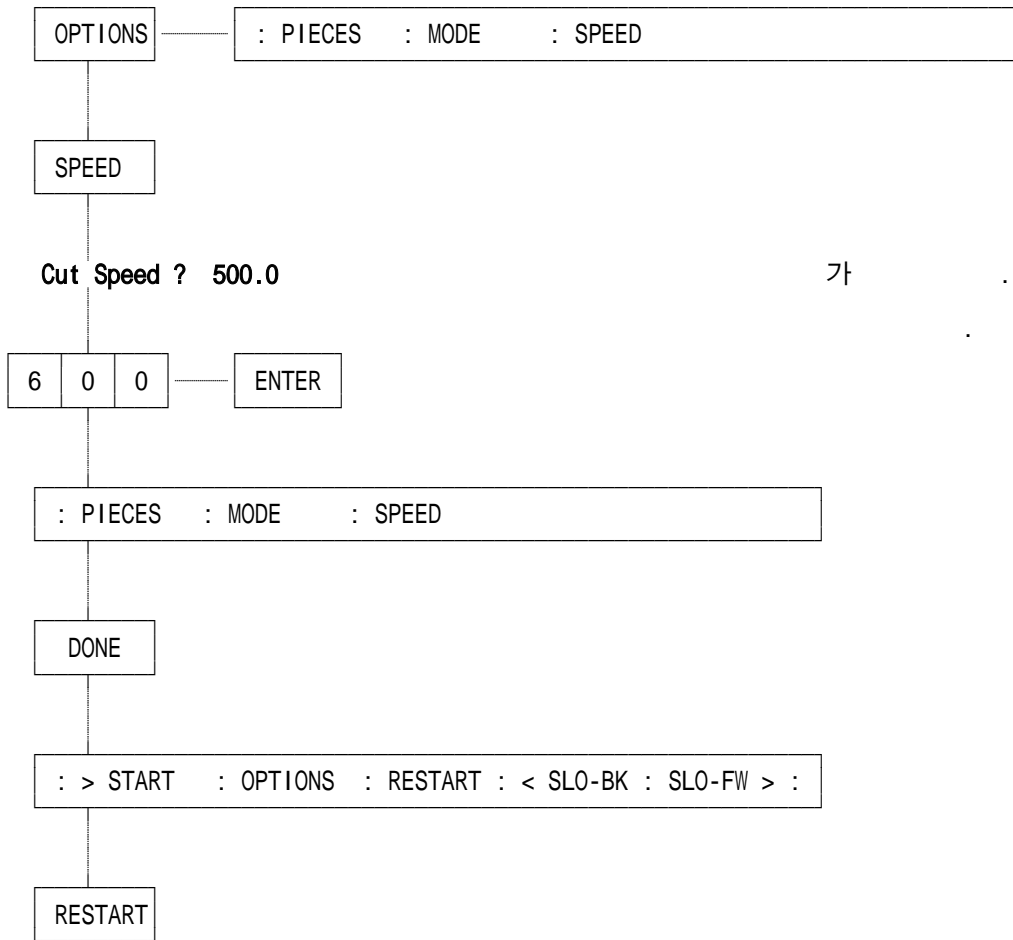 OPTIONS : PIECES : MODE : SPEED
SPEED
Cut Speed ? 500.0 가 .
.
6 0 0 ENTER
: PIECES : MODE : SPEED
DONE
: > START : OPTIONS : RESTART : < SLO-BK : SLO-FW > :
RESTART